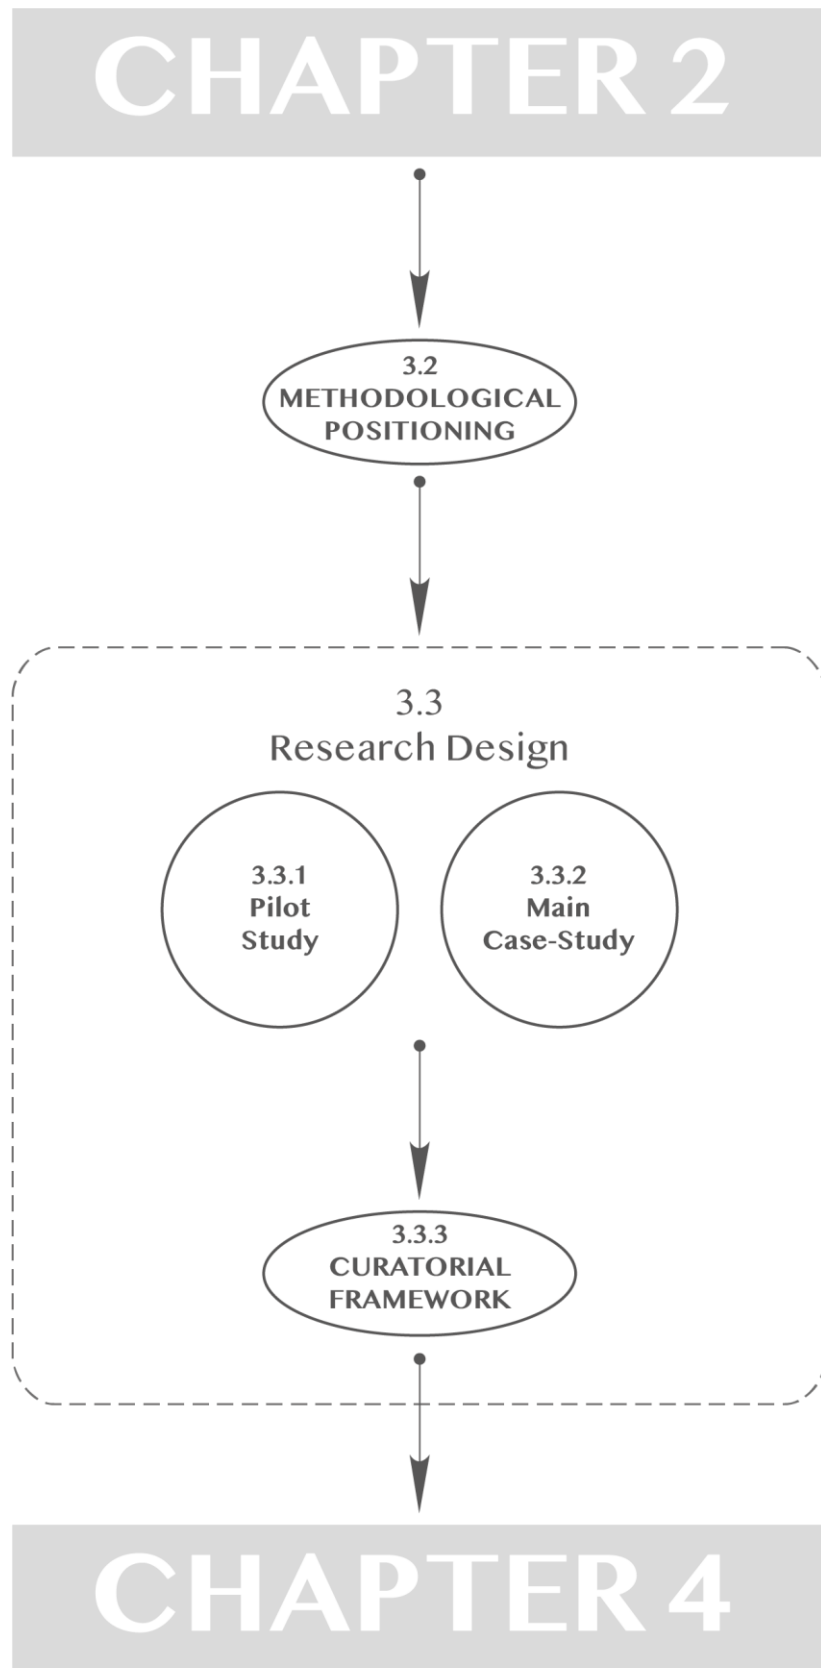 CHAPTER 2
3.2
METHODOLOGICAL
POSITIONING
3.3
Research Design
3.3.1
Pilot
Study
3.3.2
Main
Case-Study
3.3.3
CURATORIAL
FRAMEWORK
CHAPTER 4